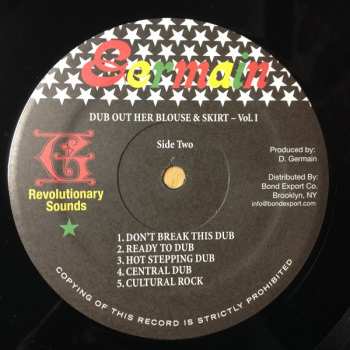 Germain
DUB OUT HER BLOUSE & SKIRT – Vol. I
Side Two
Produced by:
D. Germain
Revolutionary
Sounds
Distributed By:
Bond Export Co.
Brooklyn, NY
info@bondexport.com
1. DON'T BREAK THIS DUB
2. READY TO DUB
3. HOT STEPPING DUB
4. CENTRAL DUB
5. CULTURAL ROCK
COPYING OF THIS RECORD IS STRICTLY PROHIBITED